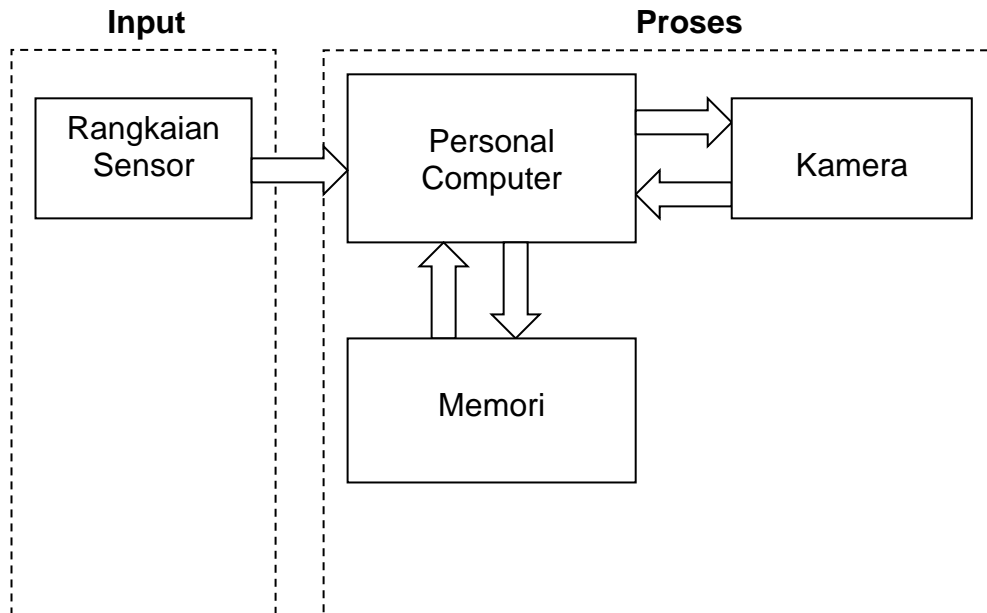 Input
Proses
Rangkaian
Sensor
Personal
Computer
Kamera
Memori